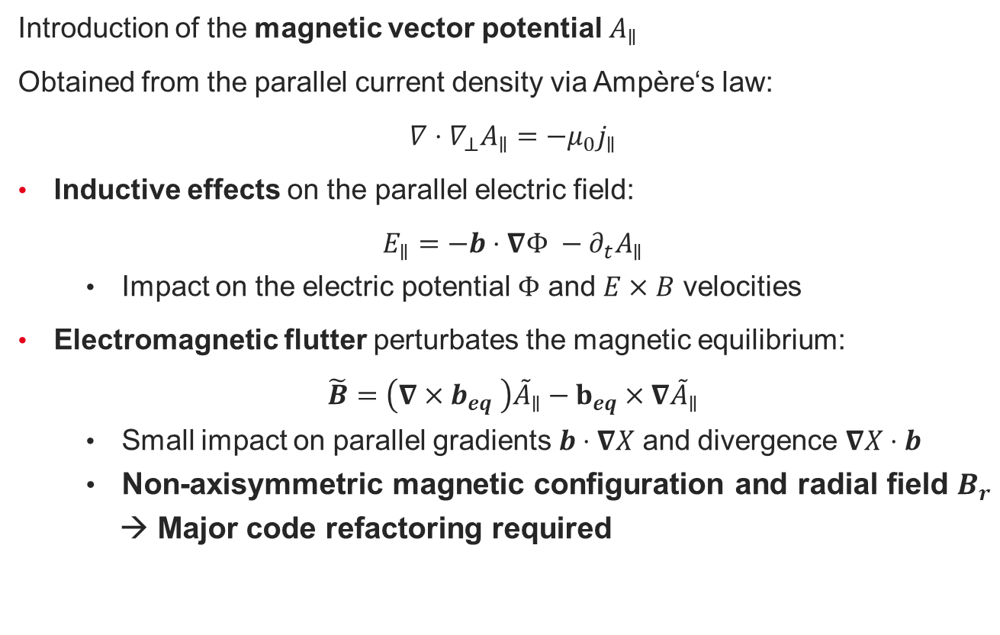 Introduction of the magnetic vector potential A∥
Obtained from the parallel current density via Ampère‘s law:
∇ · ∇⊥A∥ = −μ₀j∥
• Inductive effects on the parallel electric field:
E∥ = −b · ∇Φ − ∂ₜA∥
• Impact on the electric potential Φ and E × B velocities
• Electromagnetic flutter perturbates the magnetic equilibrium:
B̃ = (∇ × b_eq )Ã∥ − b_eq × ∇Ã∥
• Small impact on parallel gradients b · ∇X and divergence ∇X · b
• Non-axisymmetric magnetic configuration and radial field Bᵣ
→ Major code refactoring required